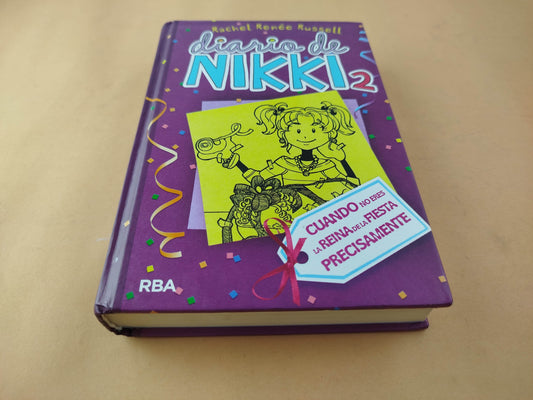 Rachel Renée Russell
diario de
NIKKI 2
CUANDO NO ERES
LA REINA DE LA FIESTA
PRECISAMENTE
RBA